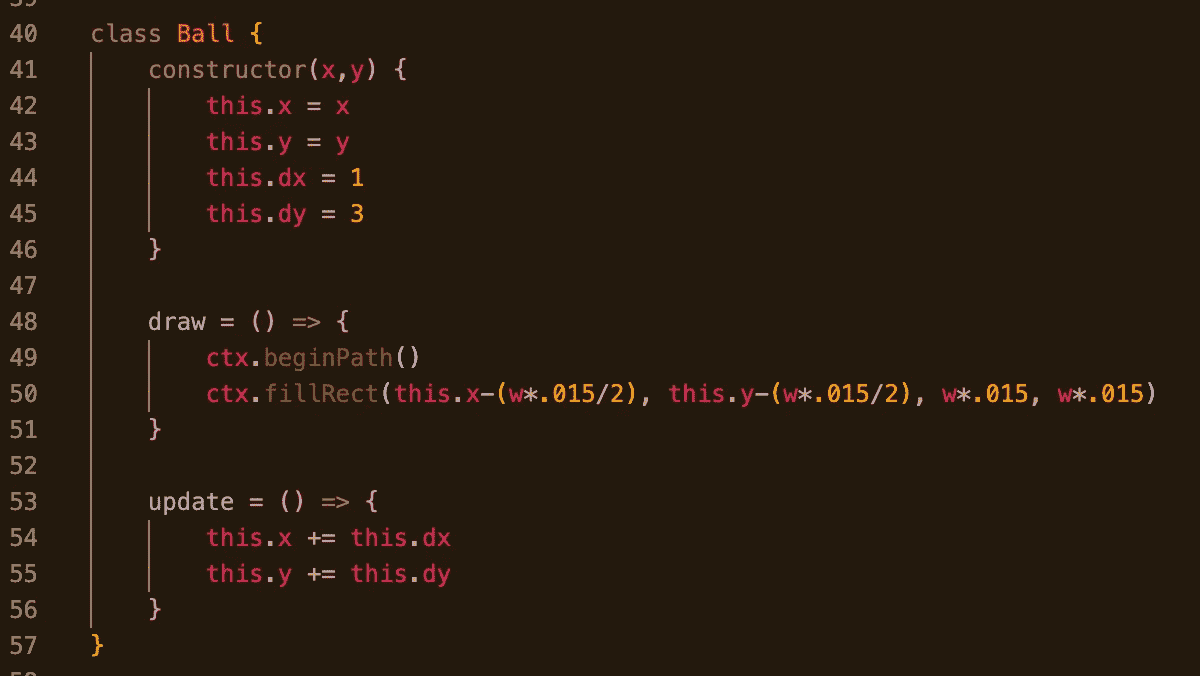 40 class Ball {
41 constructor(x,y) {
42 this.x = x
43 this.y = y
44 this.dx = 1
45 this.dy = 3
46 }
47
48 draw = () => {
49 ctx.beginPath()
50 ctx.fillRect(this.x-(w*.015/2), this.y-(w*.015/2), w*.015, w*.015)
51 }
52
53 update = () => {
54 this.x += this.dx
55 this.y += this.dy
56 }
57 }